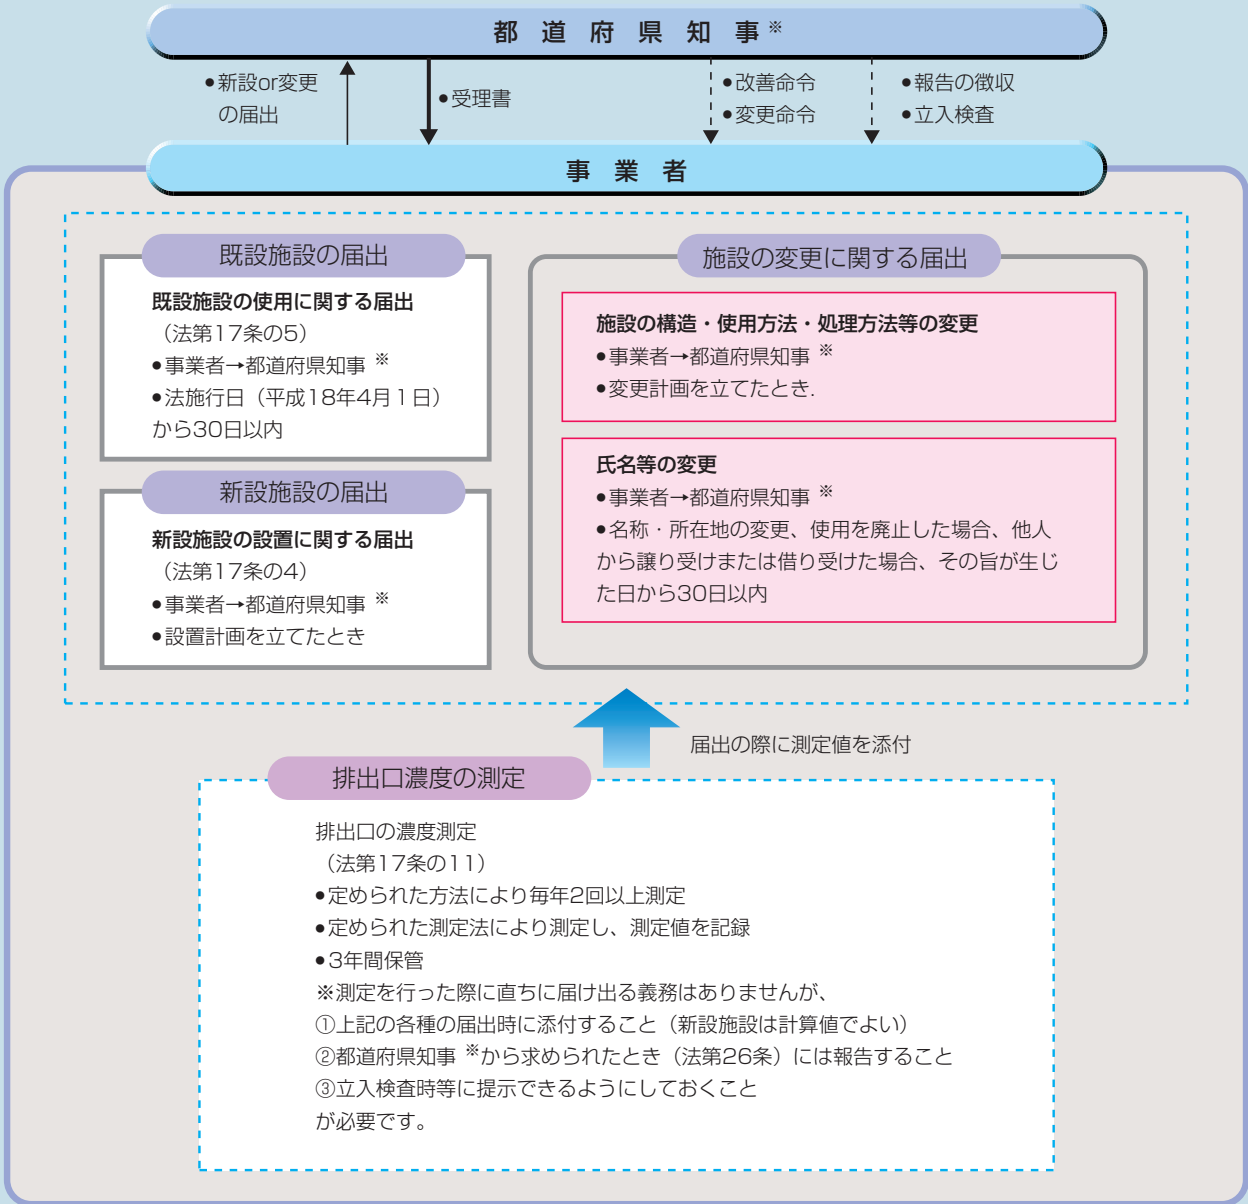 都道府県知事※
●新設or変更
の届出
●受理書
●改善命令
●変更命令
●報告の徴収
●立入検査
事業者
既設施設の届出
既設施設の使用に関する届出
（法第17条の5）
●事業者→都道府県知事※
●法施行日（平成18年4月1日）
から30日以内
新設施設の届出
新設施設の設置に関する届出
（法第17条の4）
●事業者→都道府県知事※
●設置計画を立てたとき
施設の変更に関する届出
施設の構造・使用方法・処理方法等の変更
●事業者→都道府県知事※
●変更計画を立てたとき.
氏名等の変更
●事業者→都道府県知事※
●名称・所在地の変更、使用を廃止した場合、他人
から譲り受けまたは借り受けた場合、その旨が生じ
た日から30日以内
届出の際に測定値を添付
排出口濃度の測定
排出口の濃度測定
（法第17条の11）
●定められた方法により毎年2回以上測定
●定められた測定法により測定し、測定値を記録
●3年間保管
※測定を行った際に直ちに届け出る義務はありませんが、
①上記の各種の届出時に添付すること（新設施設は計算値でよい）
②都道府県知事※から求められたとき（法第26条）には報告すること
③立入検査時等に提示できるようにしておくこと
が必要です。